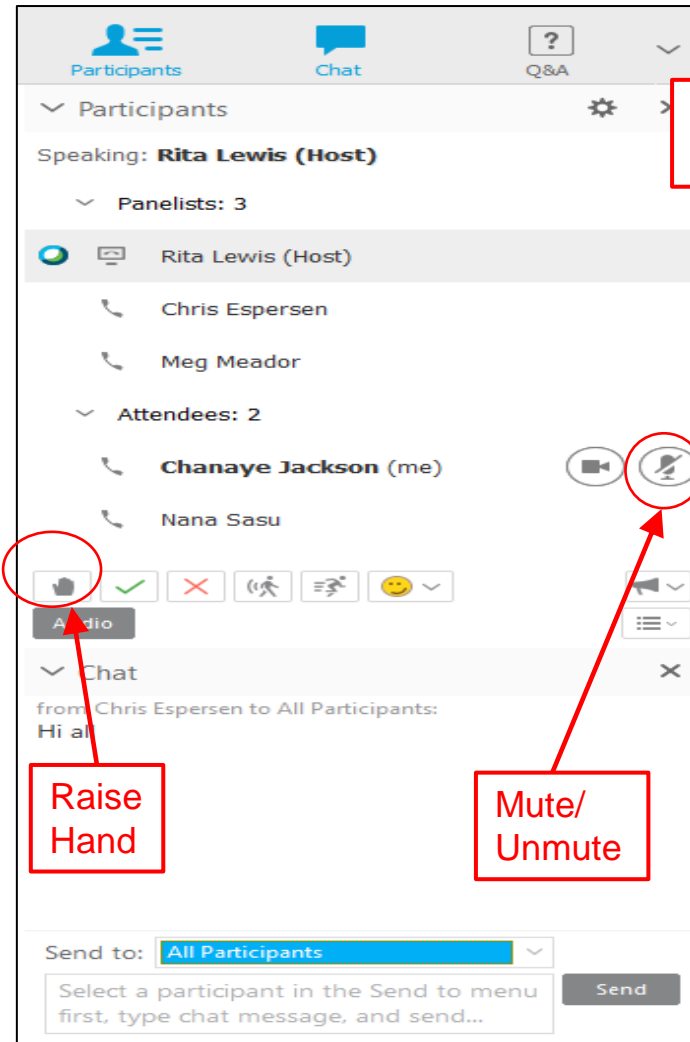 Participants Chat ? Q&A
Participants
Speaking: Rita Lewis (Host)
Panelists: 3
Rita Lewis (Host)
Chris Espersen
Meg Meador
Attendees: 2
Chanaye Jackson (me)
Nana Sasu
Audio
Chat
from Chris Espersen to All Participants:
Hi all
Raise
Hand
Mute/
Unmute
Send to: All Participants
Select a participant in the Send to menu
first, type chat message, and send...
Send